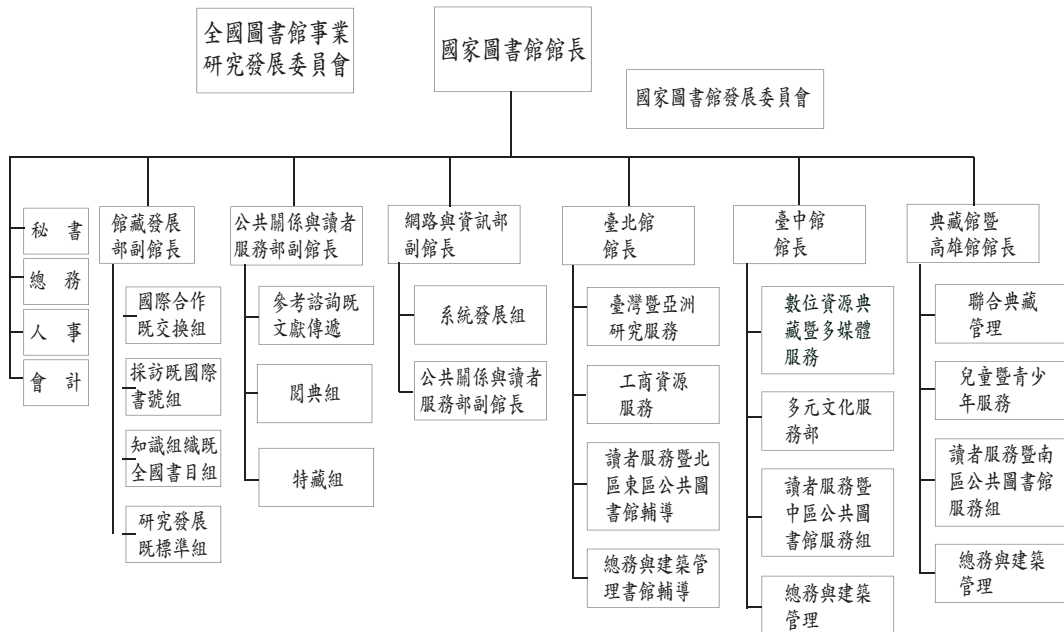 全國圖書館事業
研究發展委員會
國家圖書館館長
國家圖書館發展委員會
秘書
總務
人事
會計
館藏發展
部副館長
國際合作
既交換組
採訪既國際
書號組
知識組織既
全國書目組
研究發展
既標準組
公共關係與讀者
服務部副館長
參考諮詢既
文獻傳遞
閱典組
特藏組
網路與資訊部
副館長
系統發展組
公共關係與讀者
服務部副館長
臺北館
館長
臺灣暨亞洲
研究服務
工商資源
服務
讀者服務暨北
區東區公共圖
書館輔導
總務與建築管
理書館輔導
臺中館
館長
數位資源典
藏暨多媒體
服務
多元文化服
務部
讀者服務暨
中區公共圖
書館服務組
總務與建築
管理
典藏館暨
高雄館館長
聯合典藏
管理
兒童暨青少
年服務
讀者服務暨南
區公共圖書館
服務組
總務與建築
管理